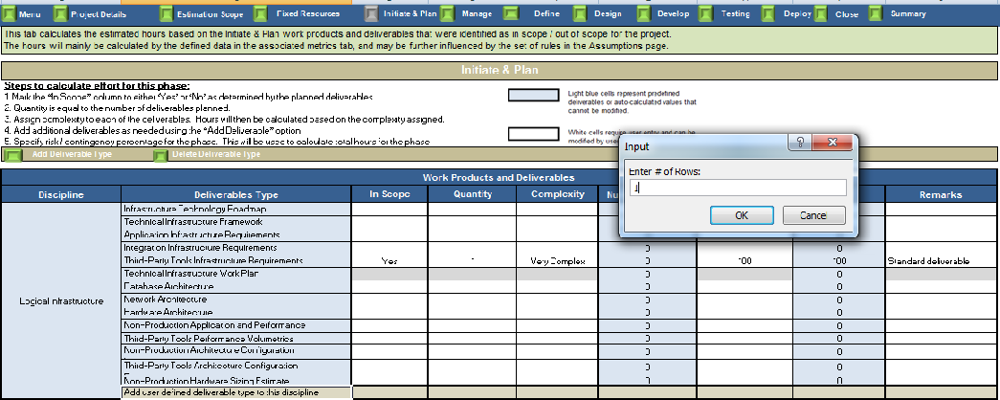 Menu Project Details Estimation Scope Fixed Resources Initiate & Plan Manage Define Design Develop Testing Deploy Close Summary
This tab calculates the estimated hours based on the Initiate & Plan work products and deliverables that were identified as in scope / out of scope for the project.
The hours will mainly be calculated by the defined data in the associated metrics tab, and may be further influenced by the set of rules in the Assumptions page.
Initiate & Plan
Steps to calculate effort for this phase:
1. Mark the "In Scope" column to either 'Yes' or 'No' as determined by the planned deliverables
2. Quantity is equal to the number of deliverables planned.
3. Assign complexity to each of the deliverables. Hours will then be calculated based on the complexity assigned.
4. Add additional deliverables as needed using the "Add Deliverable" option
5. Specify risk / contingency percentage for the phase. This will be used to calculate total hours for the phase
Light blue cells represent predefined
deliverables or auto-calculated values that
cannot be modified.
White cells require user entry and can be
modified by
Add Deliverable Type Delete Deliverable Type
Input
Enter # of Rows:
1
OK Cancel
Work Products and Deliverables
Discipline Deliverables Type In Scope Quantity Complexity Remarks
Infrastructure Technology Roadmap
Technical Infrastructure Framework
Application Infrastructure Requirements
Integration Infrastructure Requirements 0 0
Third-Party Tools Infrastructure Requirements Yes 1 Very Complex 0 100 100 Standard deliverable
Technical Infrastructure Work Plan 0 0
Database Architecture 0 0
Logical Infrastructure
Network Architecture 0 0
Hardware Architecture 0 0
Non-Production Application and Performance 0 0
Third-Party Tools Performance Volumetrics 0 0
Non-Production Architecture Configuration 0 0
Third-Party Tools Architecture Configuration 0 0
Non-Production Hardware Sizing Estimate 0 0
Add user defined deliverable type to this discipline